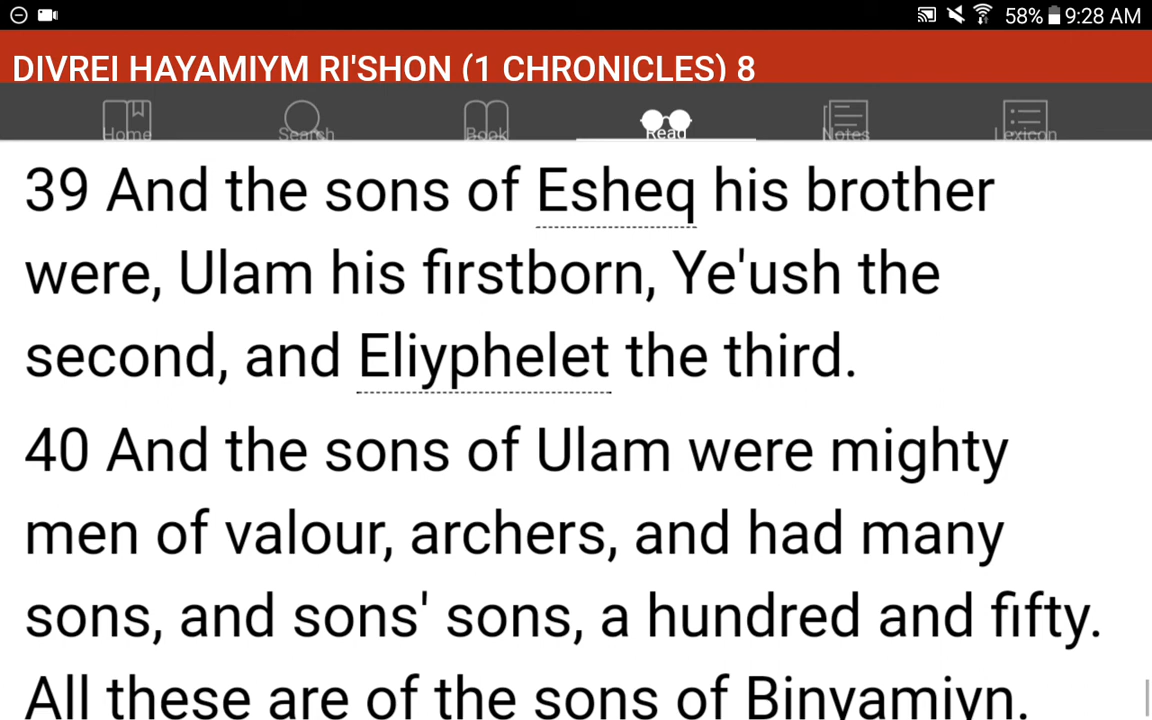 58% 9:28 AM
DIVREI HAYAMIYM RI'SHON (1 CHRONICLES) 8
Home Search Book Read Notes Lexicon
39 And the sons of Esheq his brother
were, Ulam his firstborn, Ye'ush the
second, and Eliyphelet the third.
40 And the sons of Ulam were mighty
men of valour, archers, and had many
sons, and sons' sons, a hundred and fifty.
All these are of the sons of Binyamiyn.